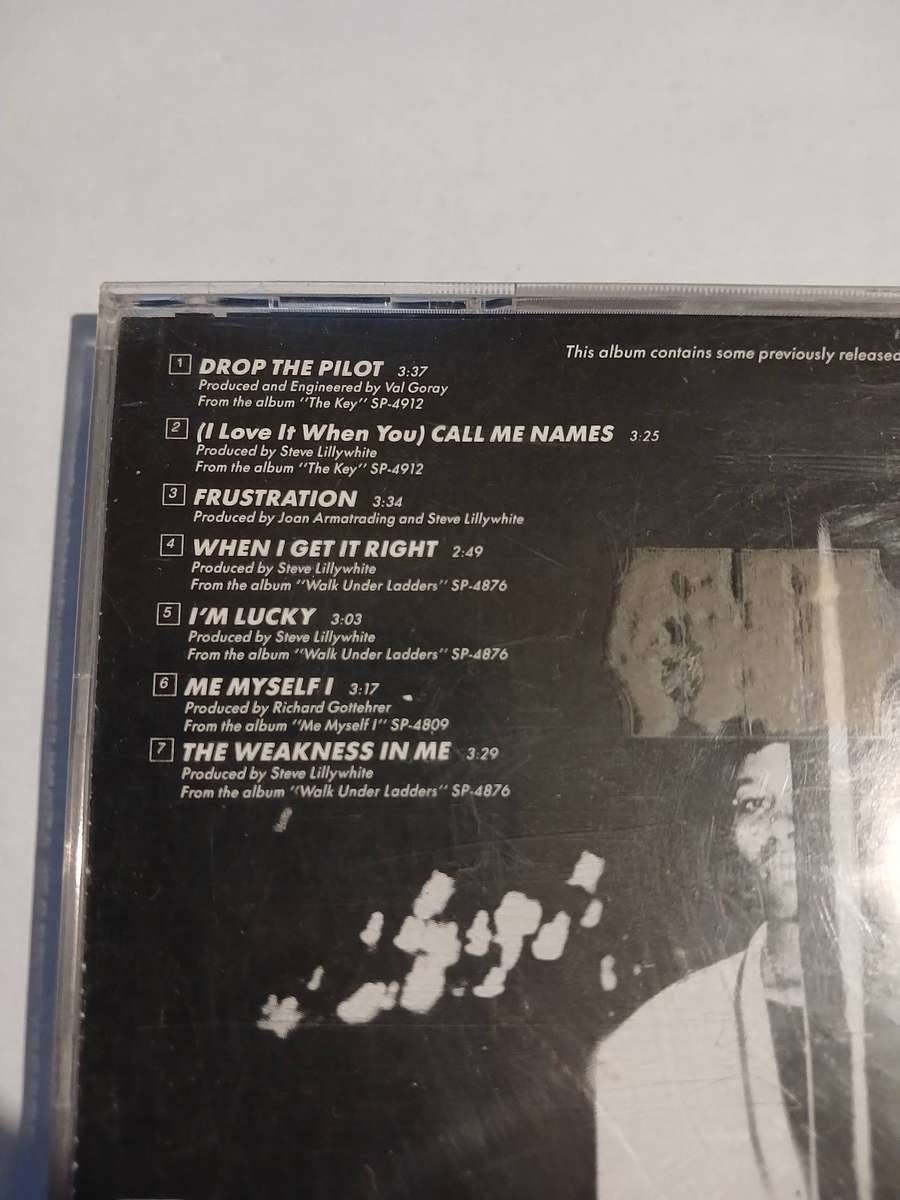 This album contains some previously released
1 DROP THE PILOT 3:37
Produced and Engineered by Val Goray
From the album "The Key" SP-4912
2 (I Love It When You) CALL ME NAMES 3:25
Produced by Steve Lillywhite
From the album "The Key" SP-4912
3 FRUSTRATION 3:34
Produced by Joan Armatrading and Steve Lillywhite
4 WHEN I GET IT RIGHT 2:49
Produced by Steve Lillywhite
From the album "Walk Under Ladders" SP-4876
5 I'M LUCKY 3:03
Produced by Steve Lillywhite
From the album "Walk Under Ladders" SP-4876
6 ME MYSELF I 3:17
Produced by Richard Gottehrer
From the album "Me Myself I" SP-4809
7 THE WEAKNESS IN ME 3:29
Produced by Steve Lillywhite
From the album "Walk Under Ladders" SP-4876